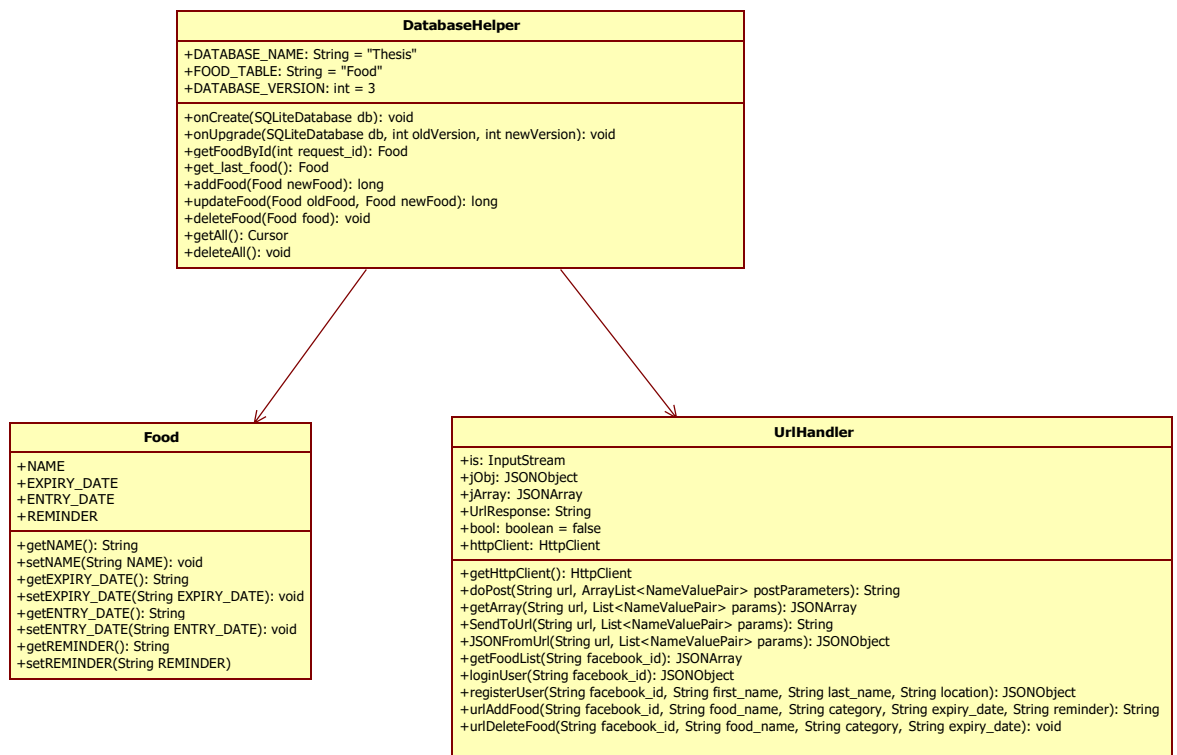 DatabaseHelper
+DATABASE_NAME: String = "Thesis"
+FOOD_TABLE: String = "Food"
+DATABASE_VERSION: int = 3
+onCreate(SQLiteDatabase db): void
+onUpgrade(SQLiteDatabase db, int oldVersion, int newVersion): void
+getFoodById(int request_id): Food
+get_last_food(): Food
+addFood(Food newFood): long
+updateFood(Food oldFood, Food newFood): long
+deleteFood(Food food): void
+getAll(): Cursor
+deleteAll(): void
Food
+NAME
+EXPIRY_DATE
+ENTRY_DATE
+REMINDER
+getNAME(): String
+setNAME(String NAME): void
+getEXPIRY_DATE(): String
+setEXPIRY_DATE(String EXPIRY_DATE): void
+getENTRY_DATE(): String
+setENTRY_DATE(String ENTRY_DATE): void
+getREMINDER(): String
+setREMINDER(String REMINDER)
UrlHandler
+is: InputStream
+jObj: JSONObject
+jArray: JSONArray
+UrlResponse: String
+bool: boolean = false
+httpClient: HttpClient
+getHttpClient(): HttpClient
+doPost(String url, ArrayList<NameValuePair> postParameters): String
+getArray(String url, List<NameValuePair> params): JSONArray
+SendToUrl(String url, List<NameValuePair> params): String
+JSONFromUrl(String url, List<NameValuePair> params): JSONObject
+getFoodList(String facebook_id): JSONArray
+loginUser(String facebook_id): JSONObject
+registerUser(String facebook_id, String first_name, String last_name, String location): JSONObject
+urlAddFood(String facebook_id, String food_name, String category, String expiry_date, String reminder): String
+urlDeleteFood(String facebook_id, String food_name, String category, String expiry_date): void